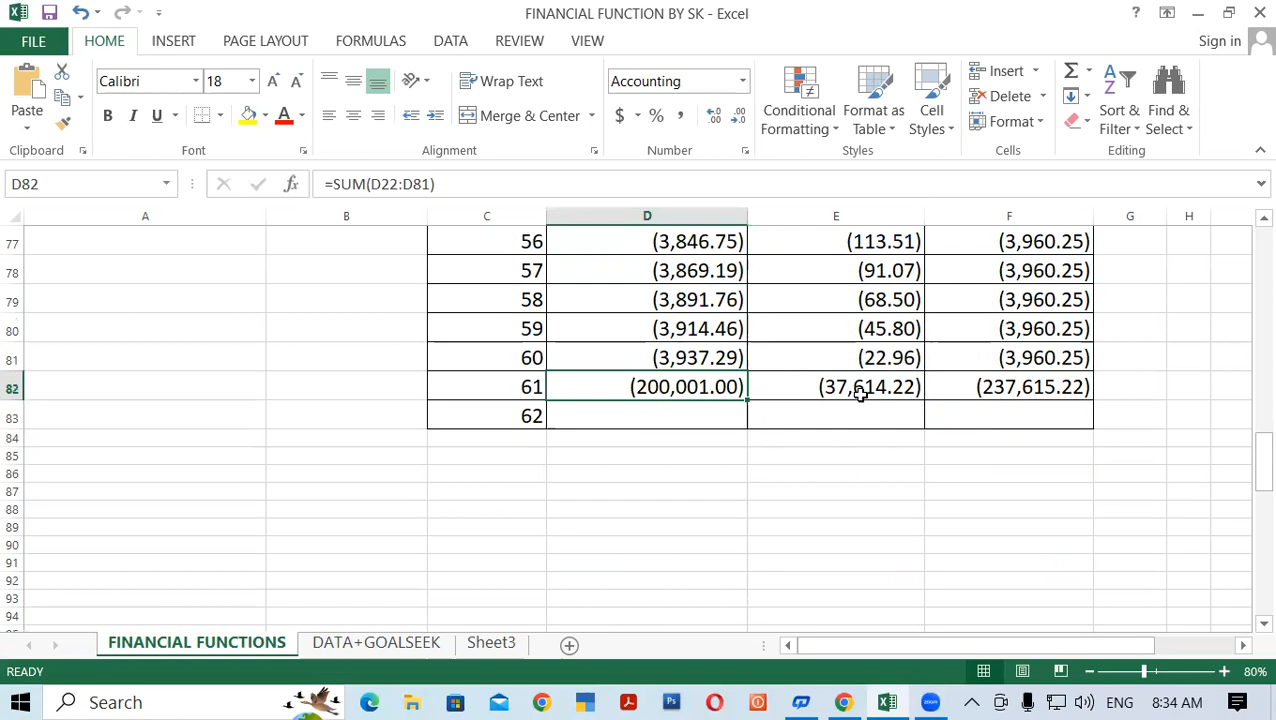 FINANCIAL FUNCTION BY SK - Excel
?
FILE HOME INSERT PAGE LAYOUT FORMULAS DATA REVIEW VIEW Sign in
Paste Calibri 18 Wrap Text Accounting Conditional Formatting Format as Table Cell Styles Insert Sort & Filter Find & Select
B I U A Merge & Center $ % , Delete
Format
Clipboard Font Alignment Number Styles Cells Editing
D82 fx =SUM(D22:D81)
A B C D E F G H
77 56 (3,846.75) (113.51) (3,960.25)
78 57 (3,869.19) (91.07) (3,960.25)
79 58 (3,891.76) (68.50) (3,960.25)
80 59 (3,914.46) (45.80) (3,960.25)
81 60 (3,937.29) (22.96) (3,960.25)
82 61 (200,001.00) (37,614.22) (237,615.22)
83 62
84
85
86
87
88
89
90
91
92
93
94
FINANCIAL FUNCTIONS DATA+GOALSEEK Sheet3
READY 80%
Search ENG 8:34 AM